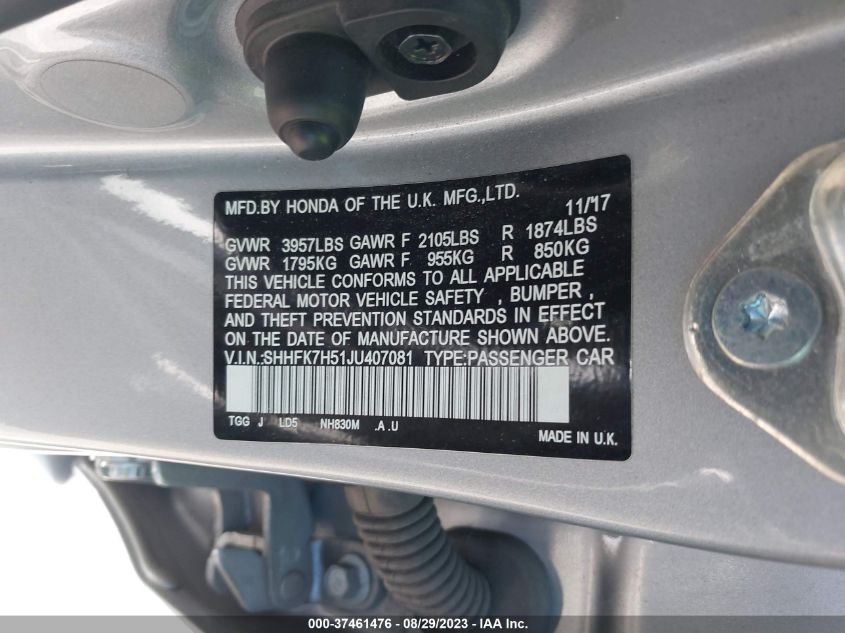 MFD.BY HONDA OF THE U.K. MFG.,LTD. 11/17
GVWR 3957LBS GAWR F 2105LBS R 1874LBS
GVWR 1795KG GAWR F 955KG R 850KG
THIS VEHICLE CONFORMS TO ALL APPLICABLE
FEDERAL MOTOR VEHICLE SAFETY , BUMPER ,
AND THEFT PREVENTION STANDARDS IN EFFECT
ON THE DATE OF MANUFACTURE SHOWN ABOVE.
V.I.N.:SHHFK7H51JU407081 TYPE:PASSENGER CAR
TGG J LD5 NH830M .A .U
MADE IN U.K.
000-37461476 - 08/29/2023 - IAA Inc.